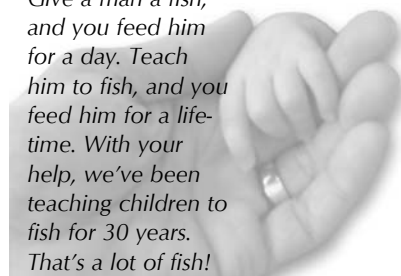 Give a man a fish,
and you feed him
for a day. Teach
him to fish, and you
feed him for a life-
time. With your
help, we've been
teaching children to
fish for 30 years.
That's a lot of fish!